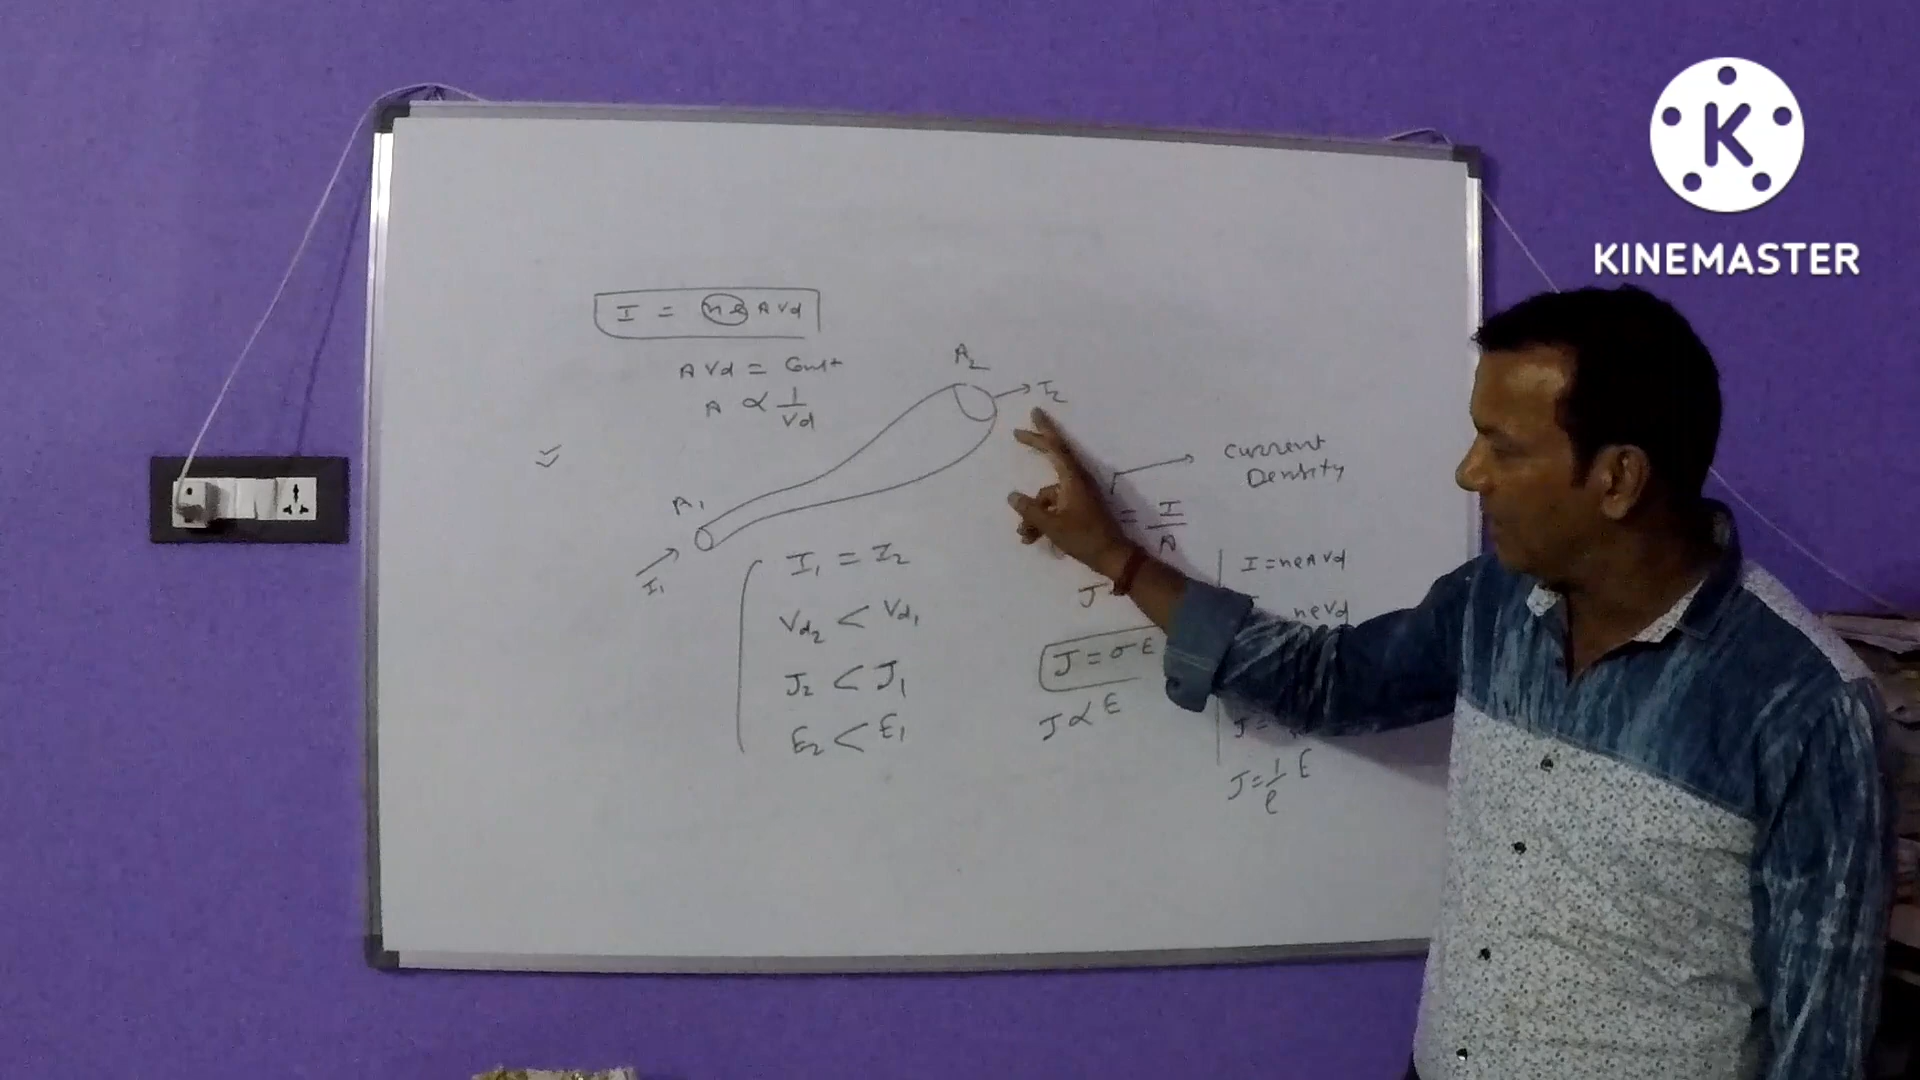 I = neAVd
AVd = Const
A ∝ 1/Vd
A2
I2
A1
I1
I1 = I2
Vd2 < Vd1
J2 < J1
E2 < E1
Current
Density
= I/A
J
J = σE
J ∝ E
I = neAVd
neVd
J =
J = 1/ρ E
K
KINEMASTER